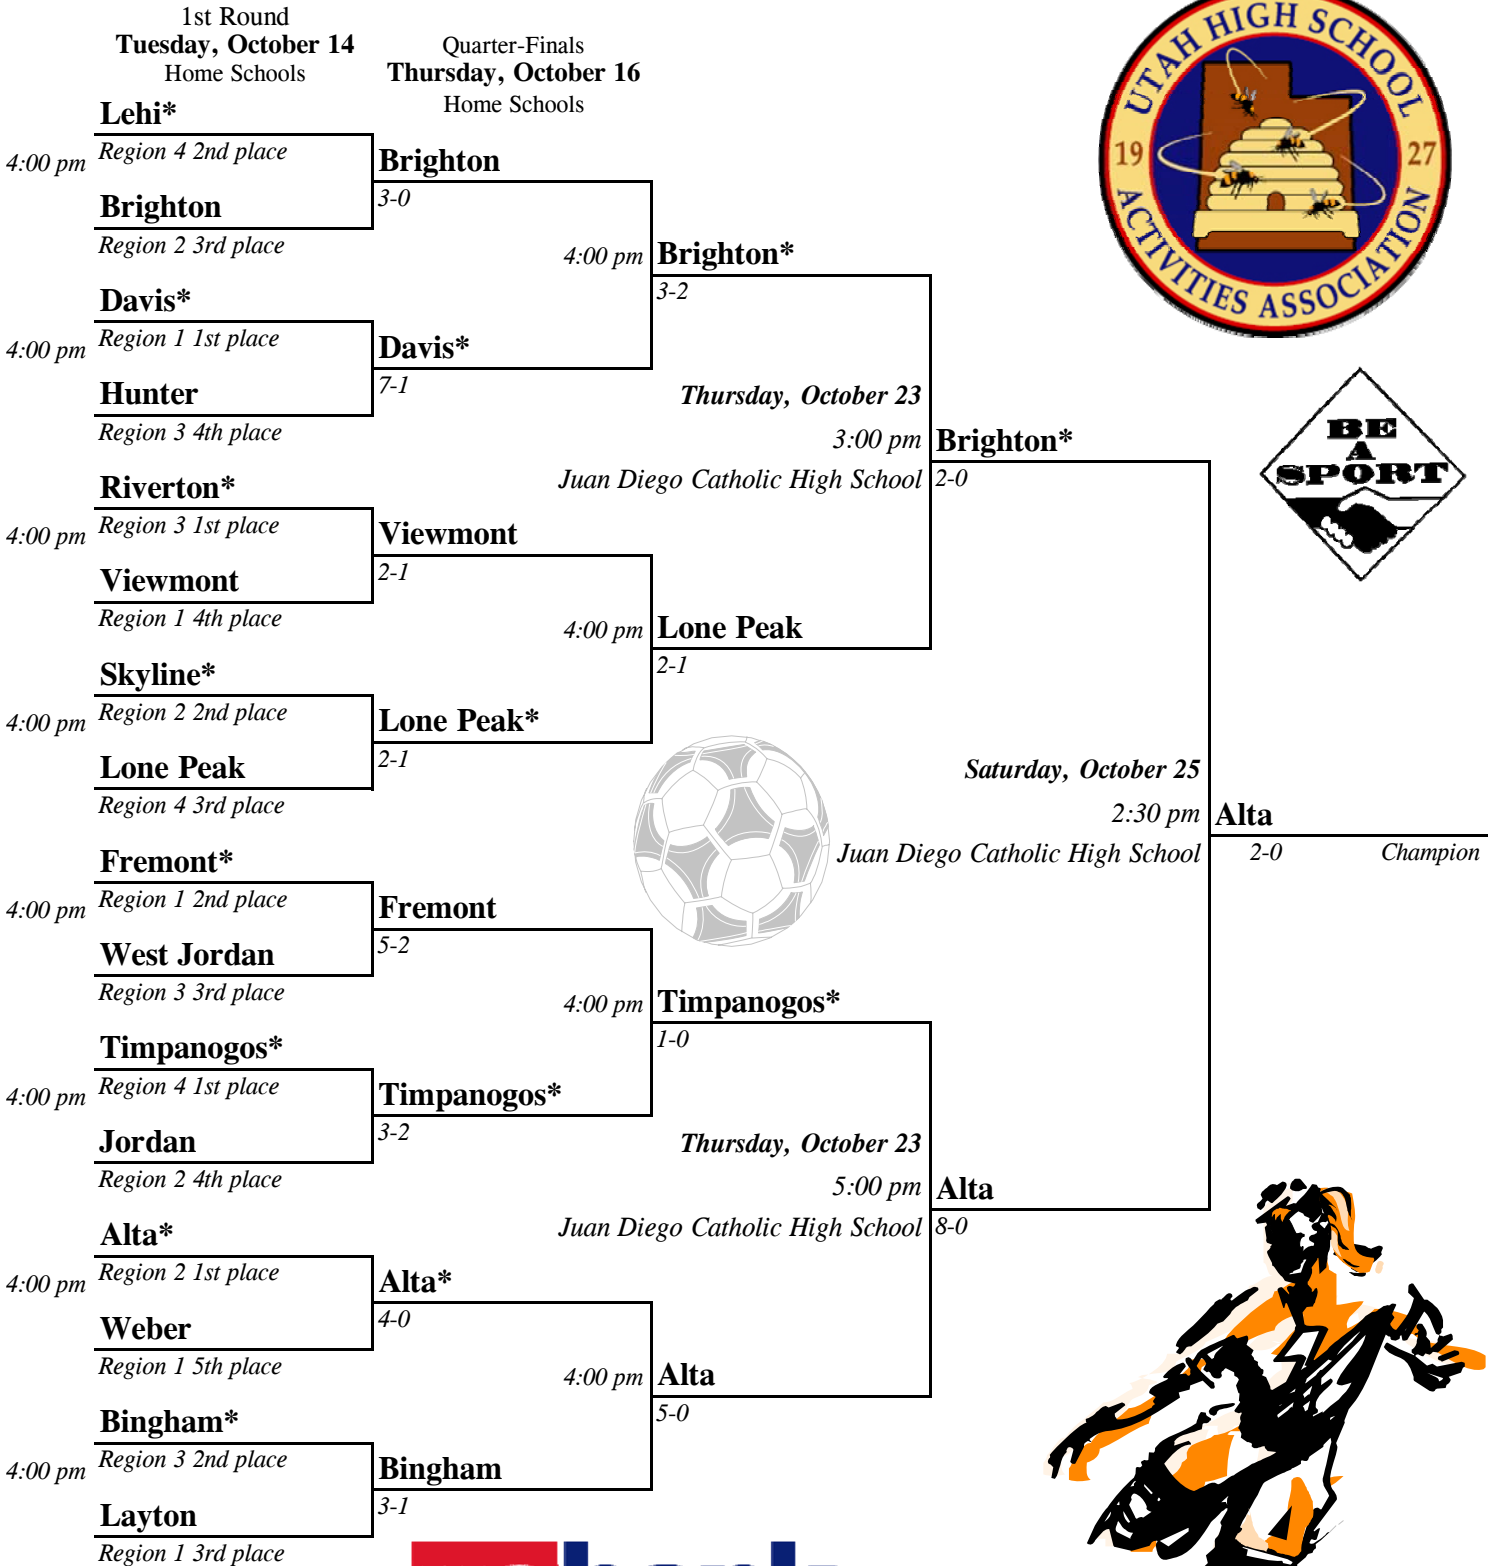 1st Round
Tuesday, October 14
Home Schools
Quarter-Finals
Thursday, October 16
Home Schools
Lehi*
4:00 pm Region 4 2nd place
Brighton
3-0
Brighton
Region 2 3rd place
4:00 pm Brighton*
3-2
Davis*
4:00 pm Region 1 1st place
Davis*
7-1
Hunter
Region 3 4th place
Thursday, October 23
3:00 pm Brighton*
Juan Diego Catholic High School 2-0
Riverton*
4:00 pm Region 3 1st place
Viewmont
2-1
Viewmont
Region 1 4th place
4:00 pm Lone Peak
2-1
Skyline*
4:00 pm Region 2 2nd place
Lone Peak*
2-1
Lone Peak
Region 4 3rd place
Saturday, October 25
2:30 pm Alta
Juan Diego Catholic High School 2-0 Champion
Fremont*
4:00 pm Region 1 2nd place
Fremont
5-2
West Jordan
Region 3 3rd place
4:00 pm Timpanogos*
1-0
Timpanogos*
4:00 pm Region 4 1st place
Timpanogos*
3-2
Jordan
Region 2 4th place
Thursday, October 23
5:00 pm Alta
Juan Diego Catholic High School 8-0
Alta*
4:00 pm Region 2 1st place
Alta*
4-0
Weber
Region 1 5th place
4:00 pm Alta
5-0
Bingham*
4:00 pm Region 3 2nd place
Bingham
3-1
Layton
Region 1 3rd place
UTAH HIGH SCHOOL
19 27
ACTIVITIES ASSOCIATION
BE
A
SPORT